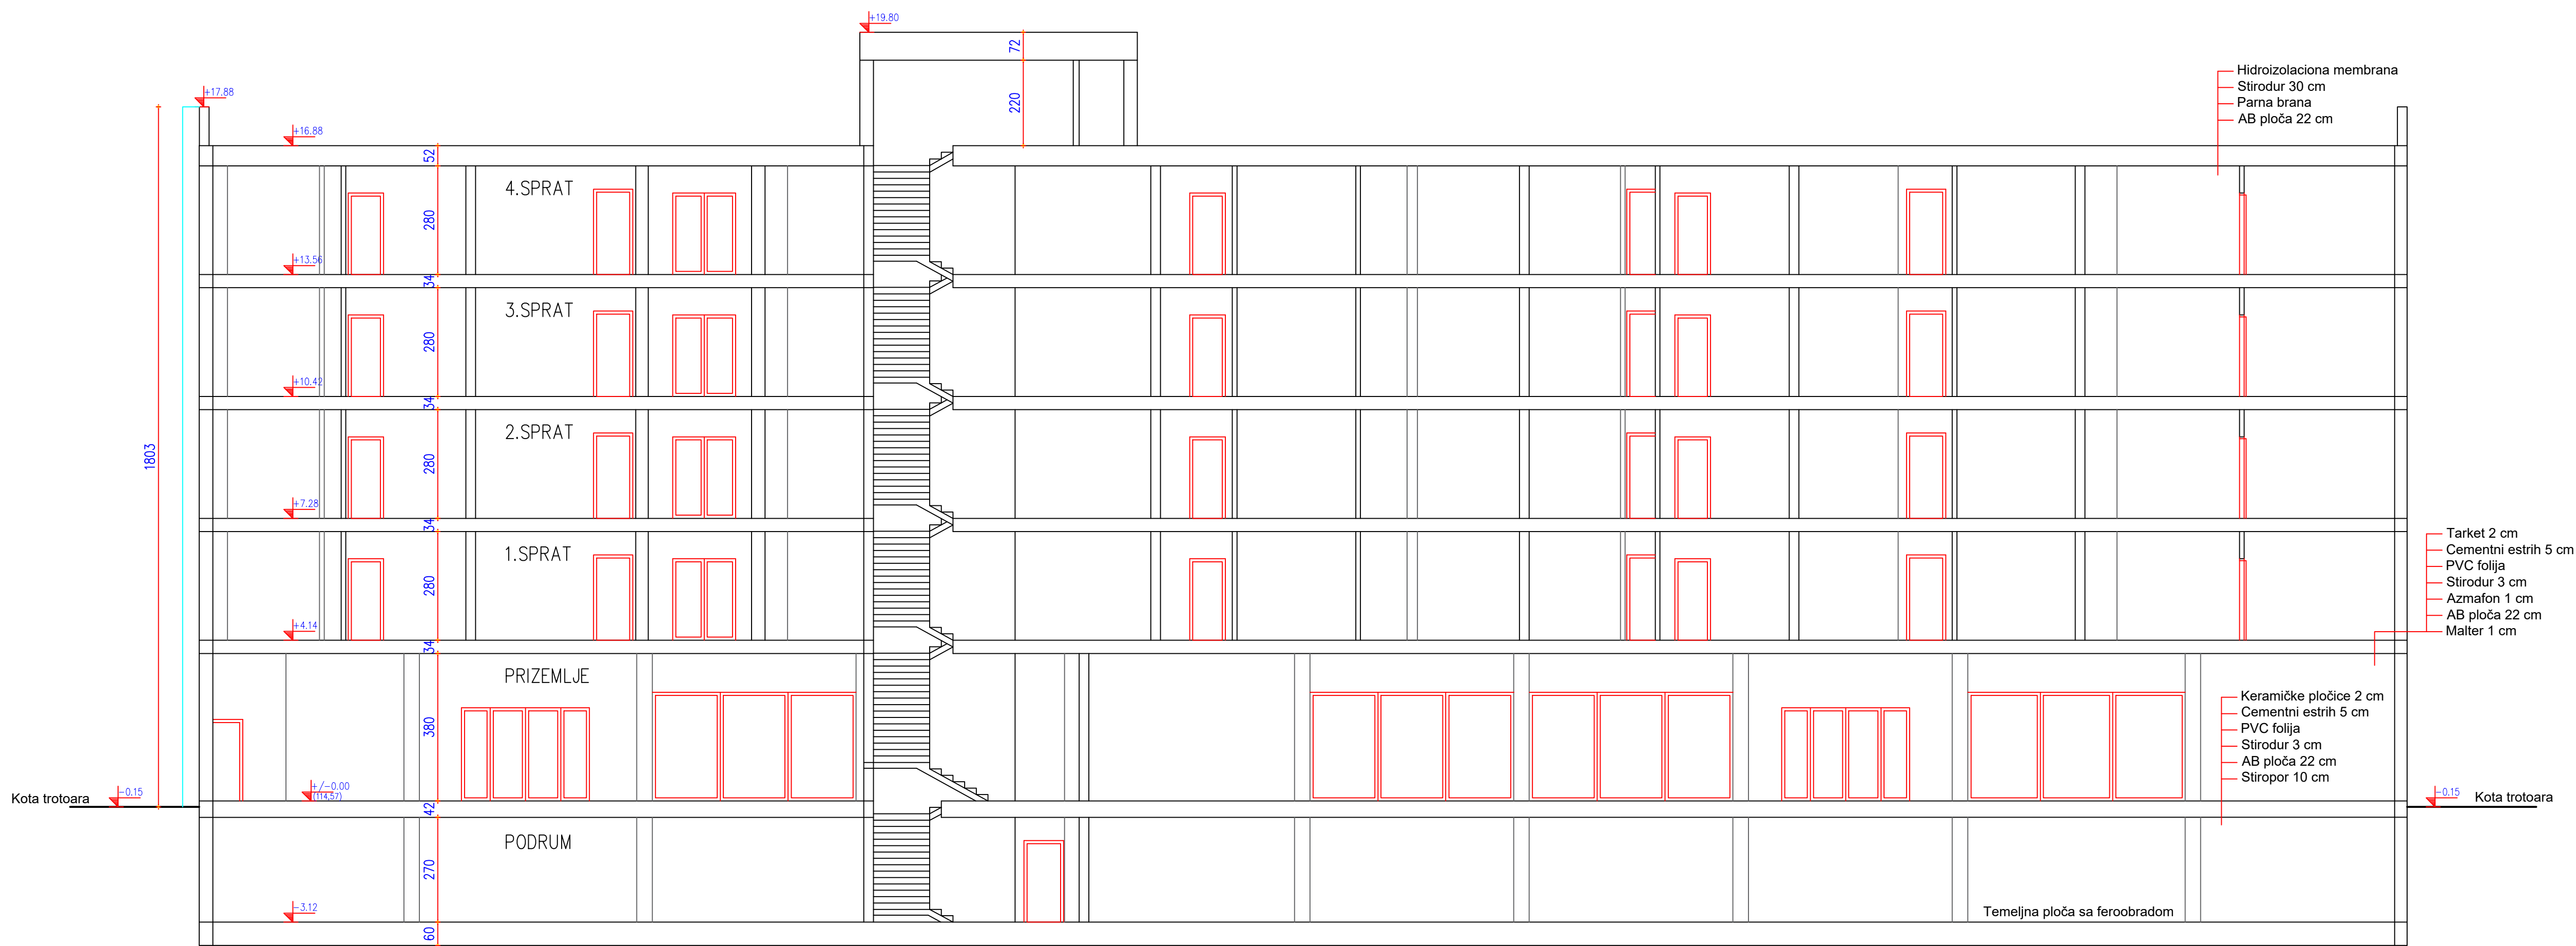 +19.80
72
220
+17.88
+16.88
52
4.SPRAT
280
+13.56
34
3.SPRAT
280
+10.42
34
2.SPRAT
280
+7.28
34
1.SPRAT
280
+4.14
34
PRIZEMLJE
380
+/-0.00
(114,57)
42
PODRUM
270
-3.12
60
1803
Kota trotoara
-0.15
Hidroizolaciona membrana
Stirodur 30 cm
Parna brana
AB ploča 22 cm
Tarket 2 cm
Cementni estrih 5 cm
PVC folija
Stirodur 3 cm
Azmafon 1 cm
AB ploča 22 cm
Malter 1 cm
Keramičke pločice 2 cm
Cementni estrih 5 cm
PVC folija
Stirodur 3 cm
AB ploča 22 cm
Stiropor 10 cm
-0.15
Kota trotoara
Temeljna ploča sa feroobradom